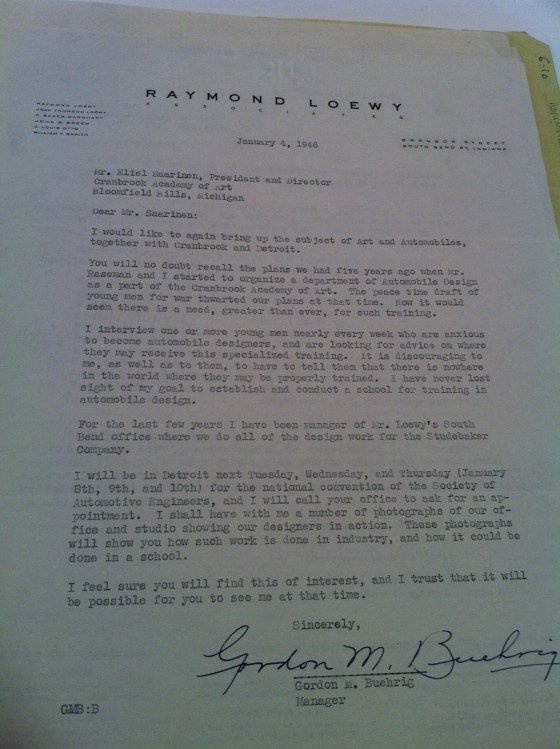 RAYMOND LOEWY
ASSOCIATES
RAYMOND LOEWY
January 4, 1946
SOUTH BEND 24 INDIANA
Mr. Eliel Saarinen, President and Director
Cranbrook Academy of Art
Bloomfield Hills, Michigan
Dear Mr. Saarinen:
I would like to again bring up the subject of Art and Automobiles,
together with Cranbrook and Detroit.
You will no doubt recall the plans we had five years ago when Mr.
Haseman and I started to organize a department of Automobile Design
as a part of the Cranbrook Academy of Art. The peace time draft of
young men for war thwarted our plans at that time. Now it would
seem there is a need, greater than ever, for such training.
I interview one or more young men nearly every week who are anxious
to become automobile designers, and are looking for advice on where
they may receive this specialized training. It is discouraging to
me, as well as to them, to have to tell them that there is nowhere
in the world where they may be properly trained. I have never lost
sight of my goal to establish and conduct a school for training in
automobile design.
For the last few years I have been manager of Mr. Loewy's South
Bend office where we do all of the design work for the Studebaker
Company.
I will be in Detroit next Tuesday, Wednesday, and Thursday (January
8th, 9th, and 10th) for the national convention of the Society of
Automotive Engineers, and I will call your office to ask for an ap-
pointment. I shall have with me a number of photographs of our of-
fice and studio showing our designers in action. These photographs
will show you how such work is done in industry, and how it could be
done in a school.
I feel sure you will find this of interest, and I trust that it will
be possible for you to see me at that time.
Sincerely,
Gordon M. Buehrig
Gordon M. Buehrig
Manager
GMB:B